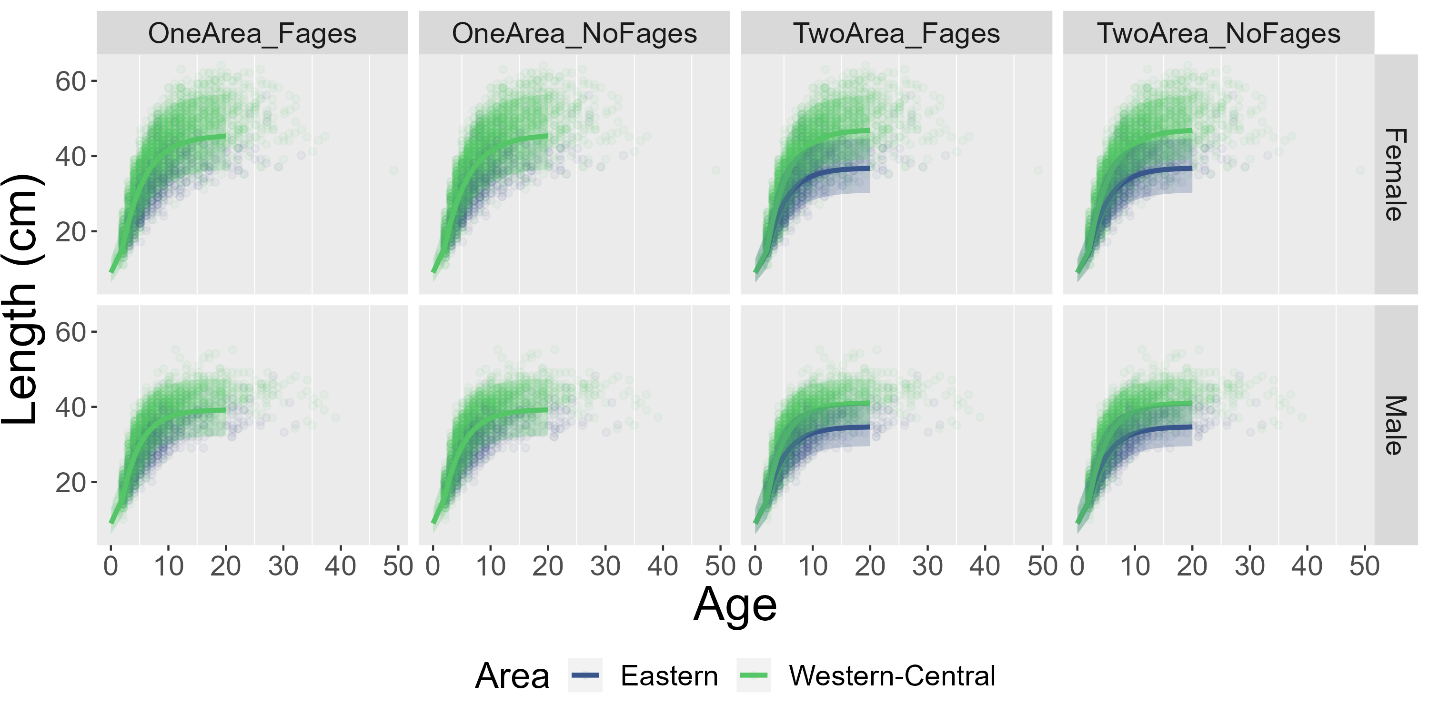 OneArea_Fages OneArea_NoFages TwoArea_Fages TwoArea_NoFages
60
40
20
Female
60
40
20
Male
Length (cm)
0 10 20 30 40 50 0 10 20 30 40 50 0 10 20 30 40 50 0 10 20 30 40 50
Age
Area Eastern Western-Central